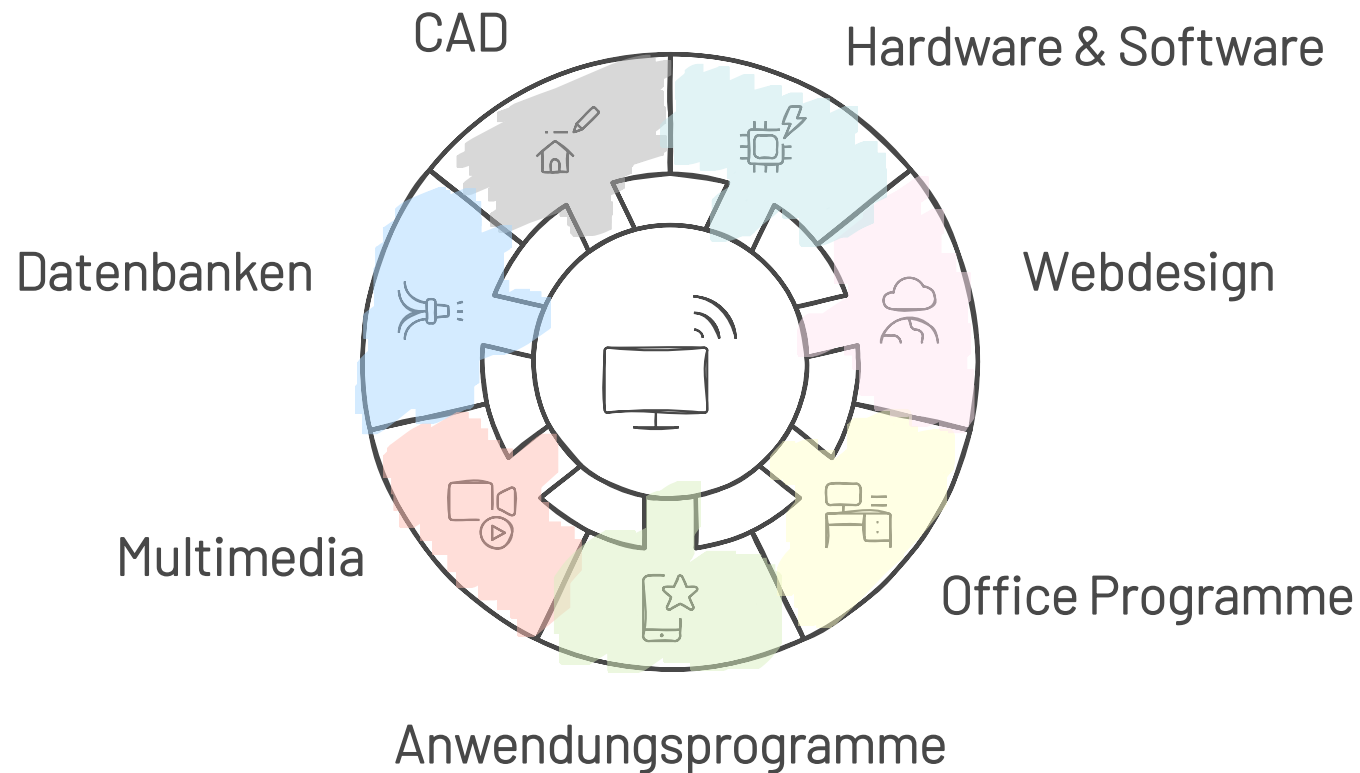 CAD
Hardware & Software
Datenbanken
Webdesign
Multimedia
Office Programme
Anwendungsprogramme